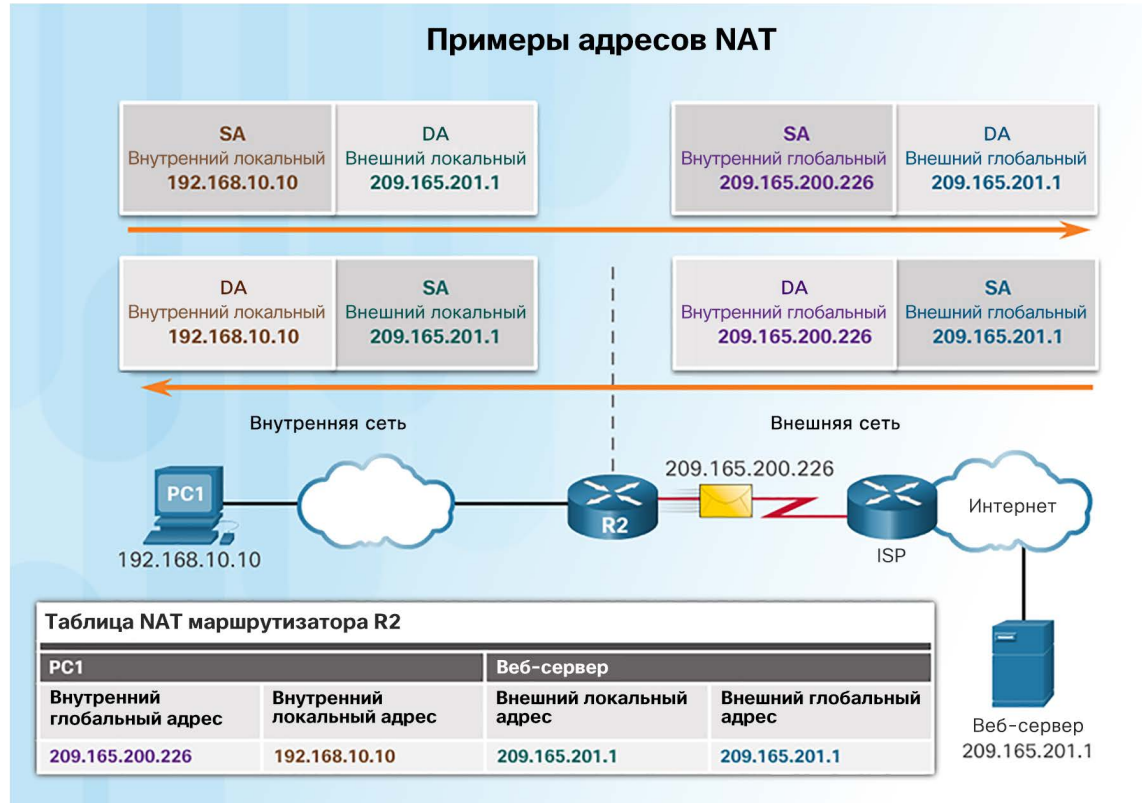 Примеры адресов NAT
SA
Внутренний локальный
192.168.10.10
DA
Внешний локальный
209.165.201.1
SA
Внутренний глобальный
209.165.200.226
DA
Внешний глобальный
209.165.201.1
DA
Внутренний локальный
192.168.10.10
SA
Внешний локальный
209.165.201.1
DA
Внутренний глобальный
209.165.200.226
SA
Внешний глобальный
209.165.201.1
Внутренняя сеть
Внешняя сеть
209.165.200.226
PC1
R2
Интернет
192.168.10.10
ISP
Таблица NAT маршрутизатора R2
PC1
Веб-сервер
Внутренний
глобальный адрес
Внутренний
локальный адрес
Внешний локальный
адрес
Внешний глобальный
адрес
209.165.200.226
192.168.10.10
209.165.201.1
209.165.201.1
Веб-сервер
209.165.201.1